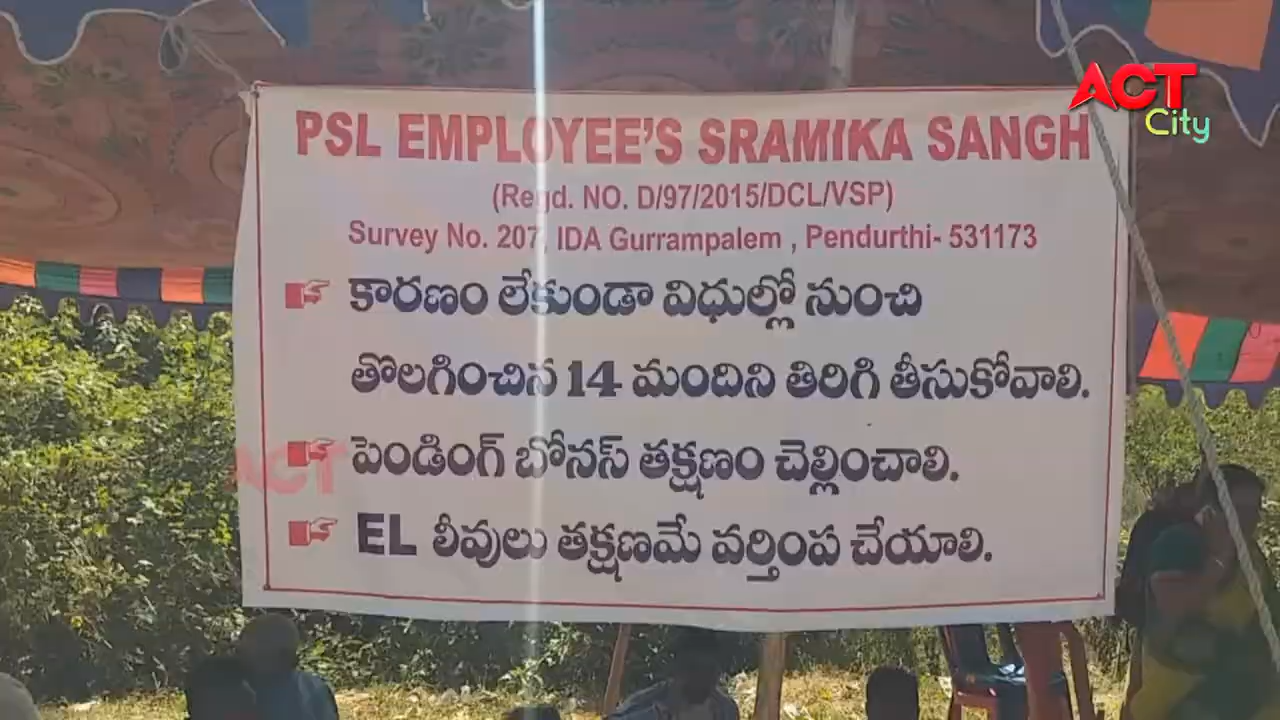 ACT
City
PSL EMPLOYEE'S SRAMIKA SANGH
(Regd. NO. D/97/2015/DCL/VSP)
Survey No. 207, IDA Gurrampalem , Pendurthi- 531173
కారణం లేకుండా విధుల్లో నుంచి
తొలగించిన 14 మందిని తిరిగి తీసుకోవాలి.
పెండింగ్ బోనస్ తక్షణం చెల్లించాలి.
ACT
EL లీవులు తక్షణమే వర్తింప చేయాలి.